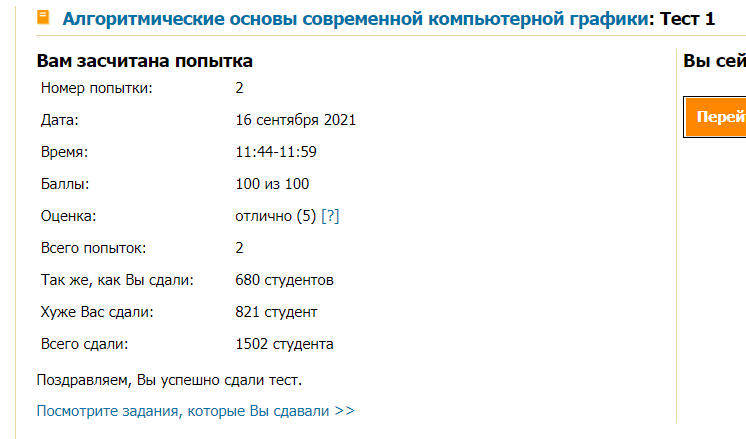 Алгоритмические основы современной компьютерной графики: Тест 1
Вам засчитана попытка
Номер попытки: 2
Дата: 16 сентября 2021
Время: 11:44-11:59
Баллы: 100 из 100
Оценка: отлично (5) [?]
Всего попыток: 2
Так же, как Вы сдали: 680 студентов
Хуже Вас сдали: 821 студент
Всего сдали: 1502 студента
Поздравляем, Вы успешно сдали тест.
Посмотрите задания, которые Вы сдавали >>
Вы сей
Перей